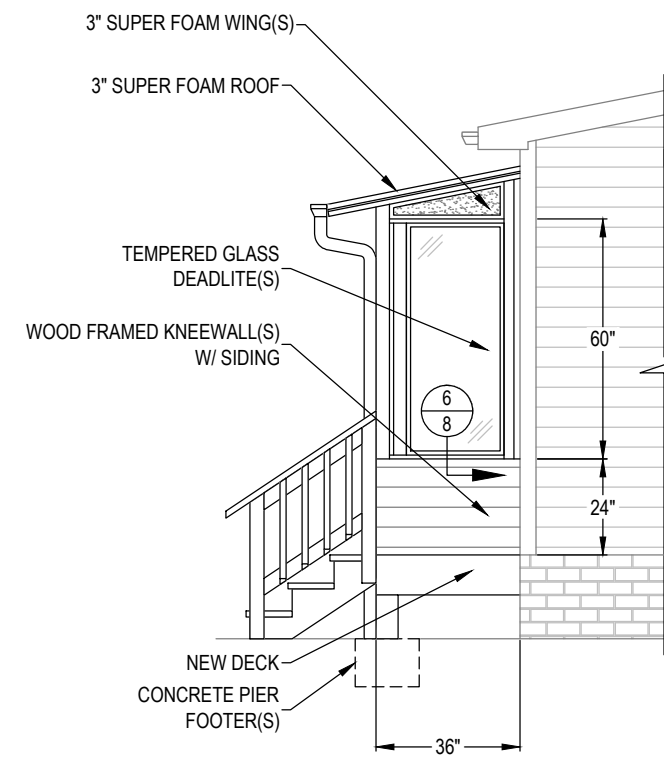 3" SUPER FOAM WING(S)
3" SUPER FOAM ROOF
TEMPERED GLASS
DEADLITE(S)
60"
WOOD FRAMED KNEEWALL(S)
W/ SIDING
6
8
24"
NEW DECK
CONCRETE PIER
FOOTER(S)
36"